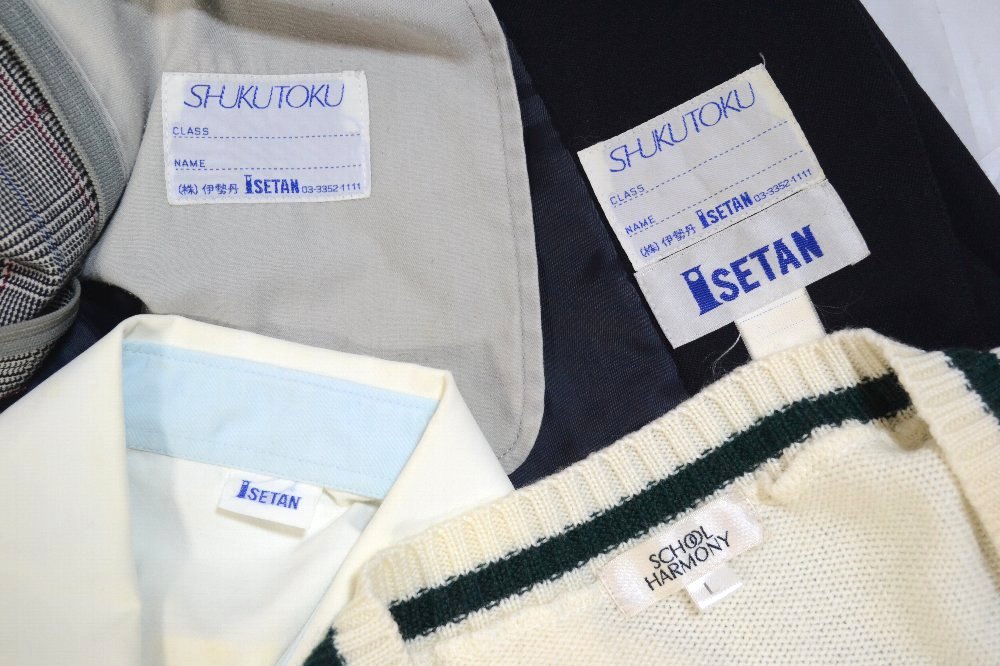 SHUKUTOKU
CLASS
NAME
(株) 伊勢丹 ISETAN 03-3352-1111
SHUKUTOKU
CLASS
NAME
(株) 伊勢丹 ISETAN 03-3352-1111
ISETAN
ISETAN
SCHOOL
HARMONY
L